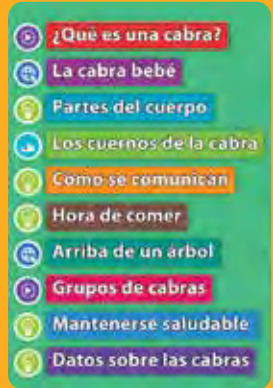 ¿Qué es una cabra?
La cabra bebé
Partes del cuerpo
Los cuernos de la cabra
Cómo se comunican
Hora de comer
Arriba de un árbol
Grupos de cabras
Mantenerse saludable
Datos sobre las cabras